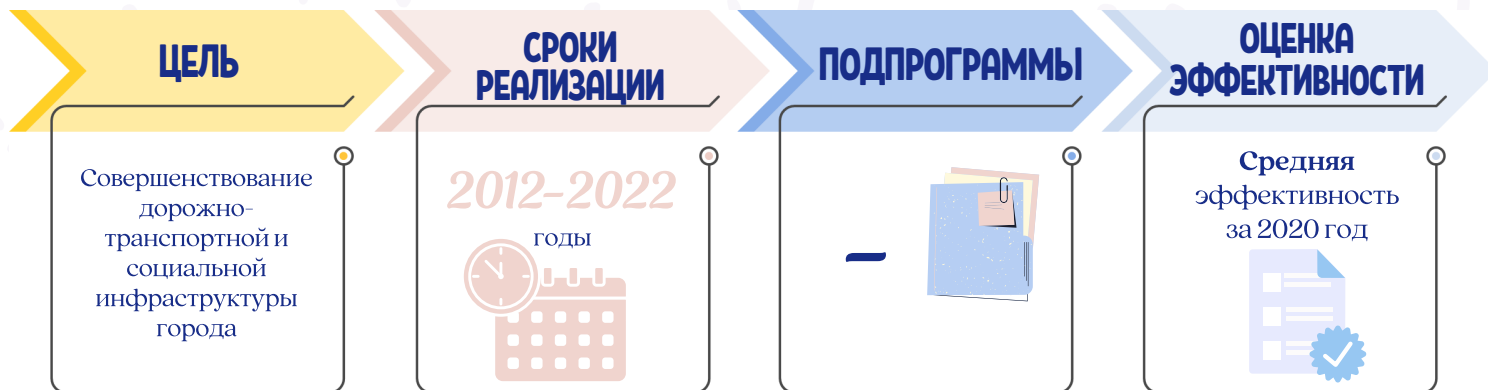 ЦЕЛЬ
Совершенствование
дорожно-
транспортной и
социальной
инфраструктуры
города
СРОКИ
РЕАЛИЗАЦИИ
2012-2022
годы
ПОДПРОГРАММЫ
–
ОЦЕНКА
ЭФФЕКТИВНОСТИ
Средняя
эффективность
за 2020 год